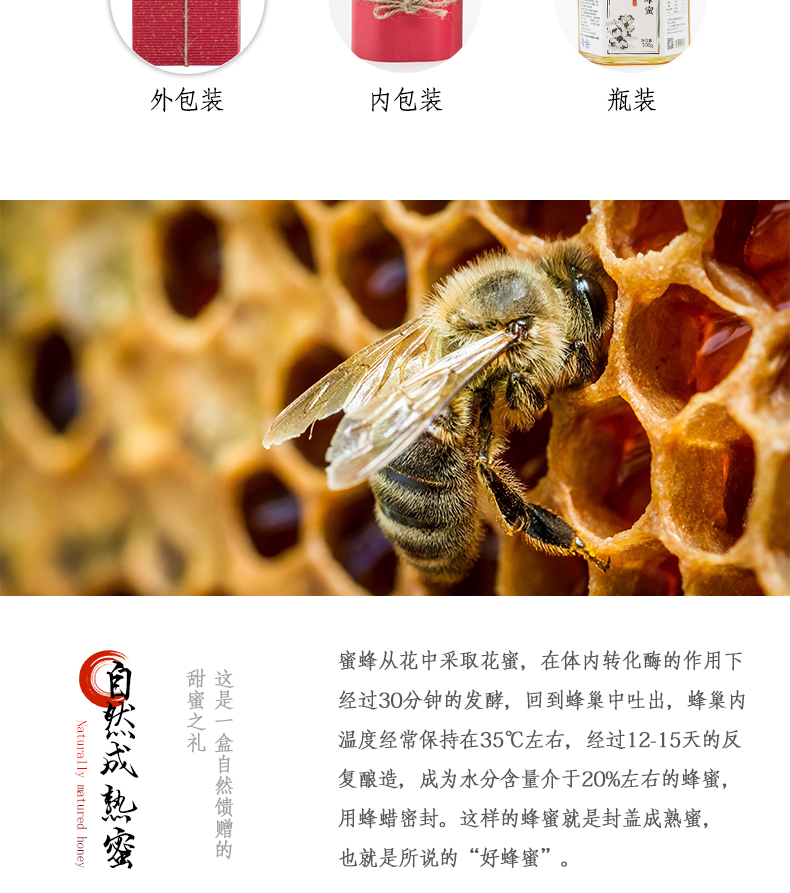 蜂蜜
500g
外包装
内包装
瓶装
自然成熟蜜
Naturally matured honey
这是一盒自然馈赠的
甜蜜之礼
蜜蜂从花中采取花蜜，在体内转化酶的作用下
经过30分钟的发酵，回到蜂巢中吐出，蜂巢内
温度经常保持在35℃左右，经过12-15天的反
复酿造，成为水分含量介于20%左右的蜂蜜，
用蜂蜡密封。这样的蜂蜜就是封盖成熟蜜，
也就是所说的“好蜂蜜”。